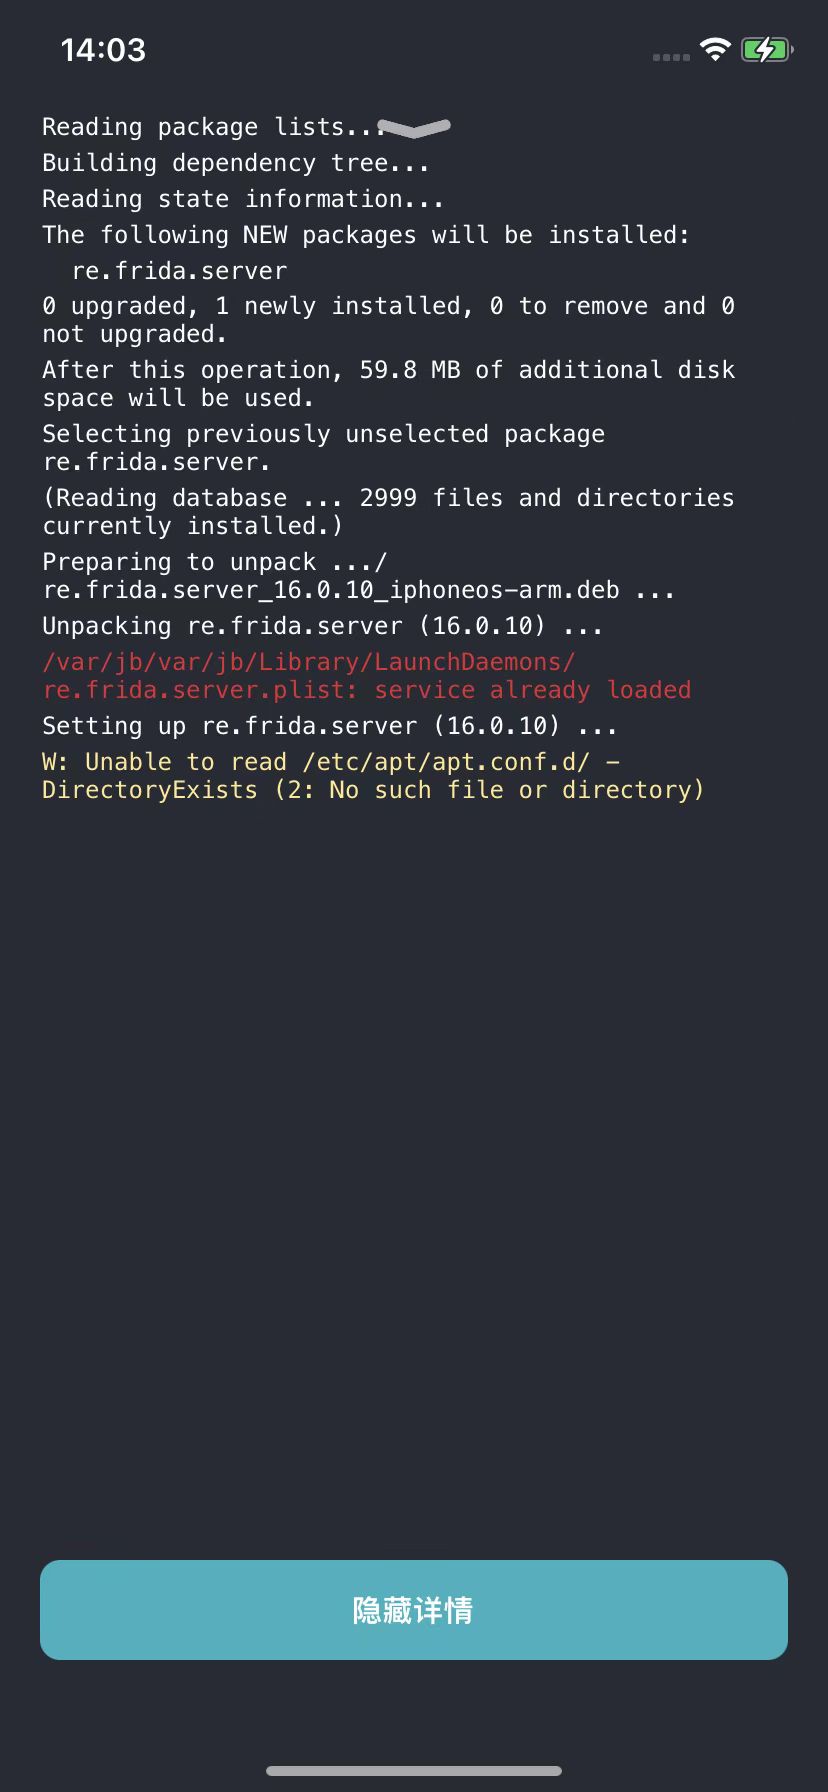 14:03
Reading package lists...
Building dependency tree...
Reading state information...
The following NEW packages will be installed:
  re.frida.server
0 upgraded, 1 newly installed, 0 to remove and 0
not upgraded.
After this operation, 59.8 MB of additional disk
space will be used.
Selecting previously unselected package
re.frida.server.
(Reading database ... 2999 files and directories
currently installed.)
Preparing to unpack .../
re.frida.server_16.0.10_iphoneos-arm.deb ...
Unpacking re.frida.server (16.0.10) ...
/var/jb/var/jb/Library/LaunchDaemons/
re.frida.server.plist: service already loaded
Setting up re.frida.server (16.0.10) ...
W: Unable to read /etc/apt/apt.conf.d/ -
DirectoryExists (2: No such file or directory)
隐藏详情